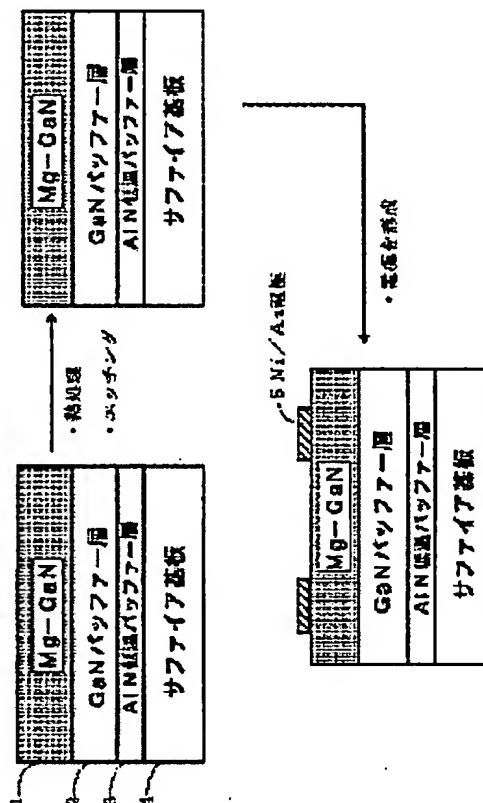 1 Mg-GaN
2 GaNバッファー層
3 AlN低温バッファー層
4 サファイア基板
・熱処理
・エッチング
Mg-GaN
GaNバッファー層
AlN低温バッファー層
サファイア基板
・電極を形成
5 Ni/Au電極
Mg-GaN
GaNバッファー層
AlN低温バッファー層
サファイア基板